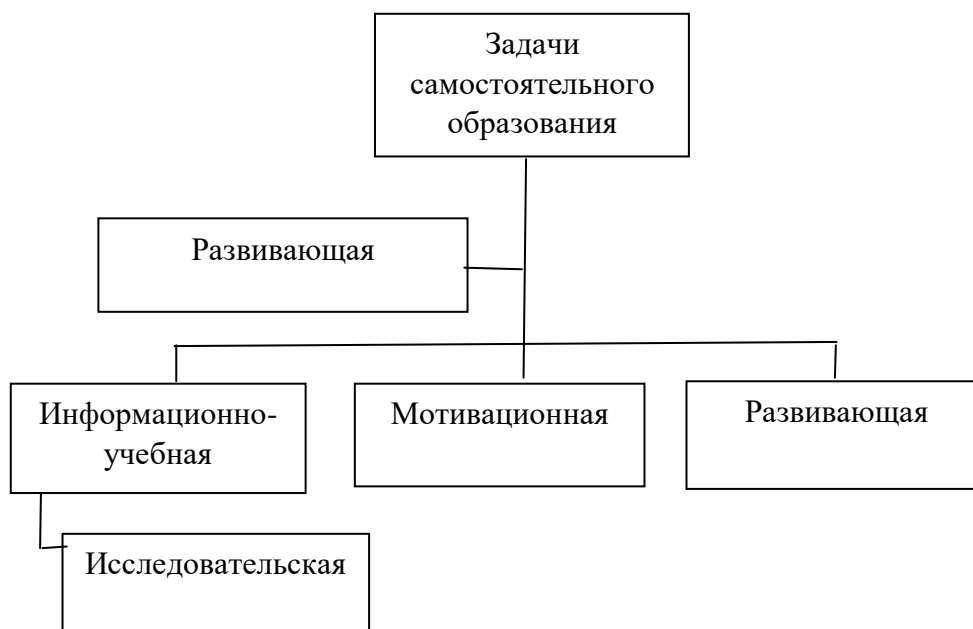 Задачи
самостоятельного
образования
Развивающая
Информационно-
учебная
Мотивационная
Развивающая
Исследовательская